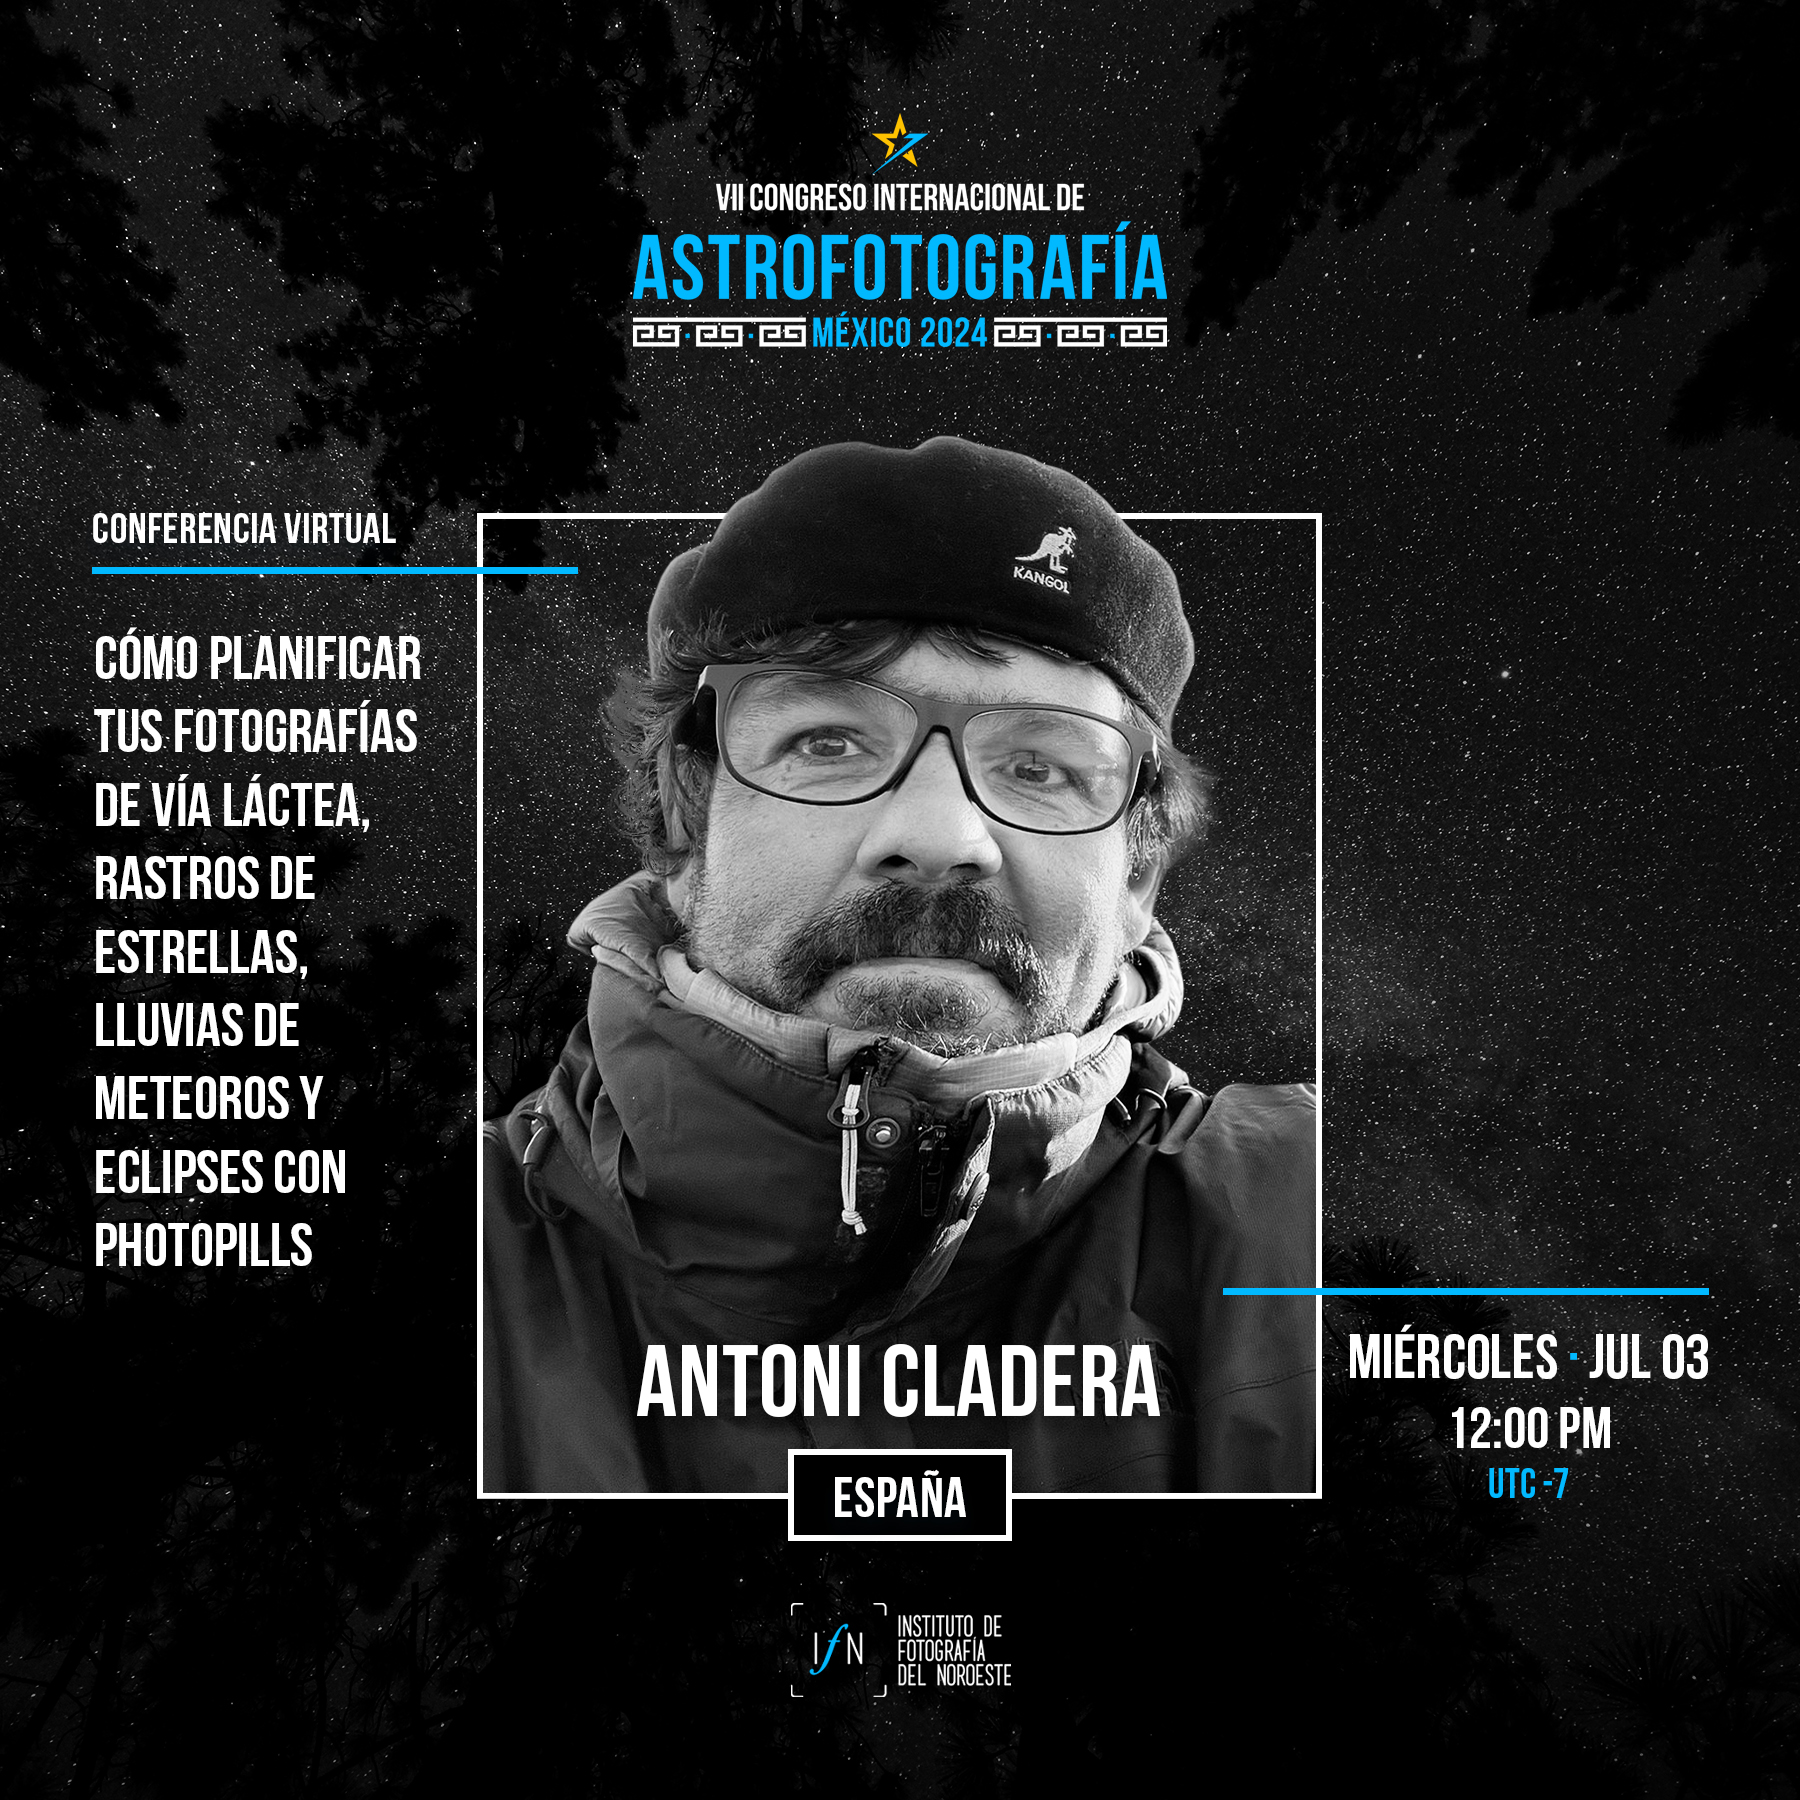 VII CONGRESO INTERNACIONAL DE
ASTROFOTOGRAFÍA
MÉXICO 2024
CONFERENCIA VIRTUAL
CÓMO PLANIFICAR
TUS FOTOGRAFÍAS
DE VÍA LÁCTEA,
RASTROS DE
ESTRELLAS,
LLUVIAS DE
METEOROS Y
ECLIPSES CON
PHOTOPILLS
KANGOL
ANTONI CLADERA
ESPAÑA
MIÉRCOLES · JUL 03
12:00 PM
UTC -7
IfN
INSTITUTO DE
FOTOGRAFÍA
DEL NOROESTE